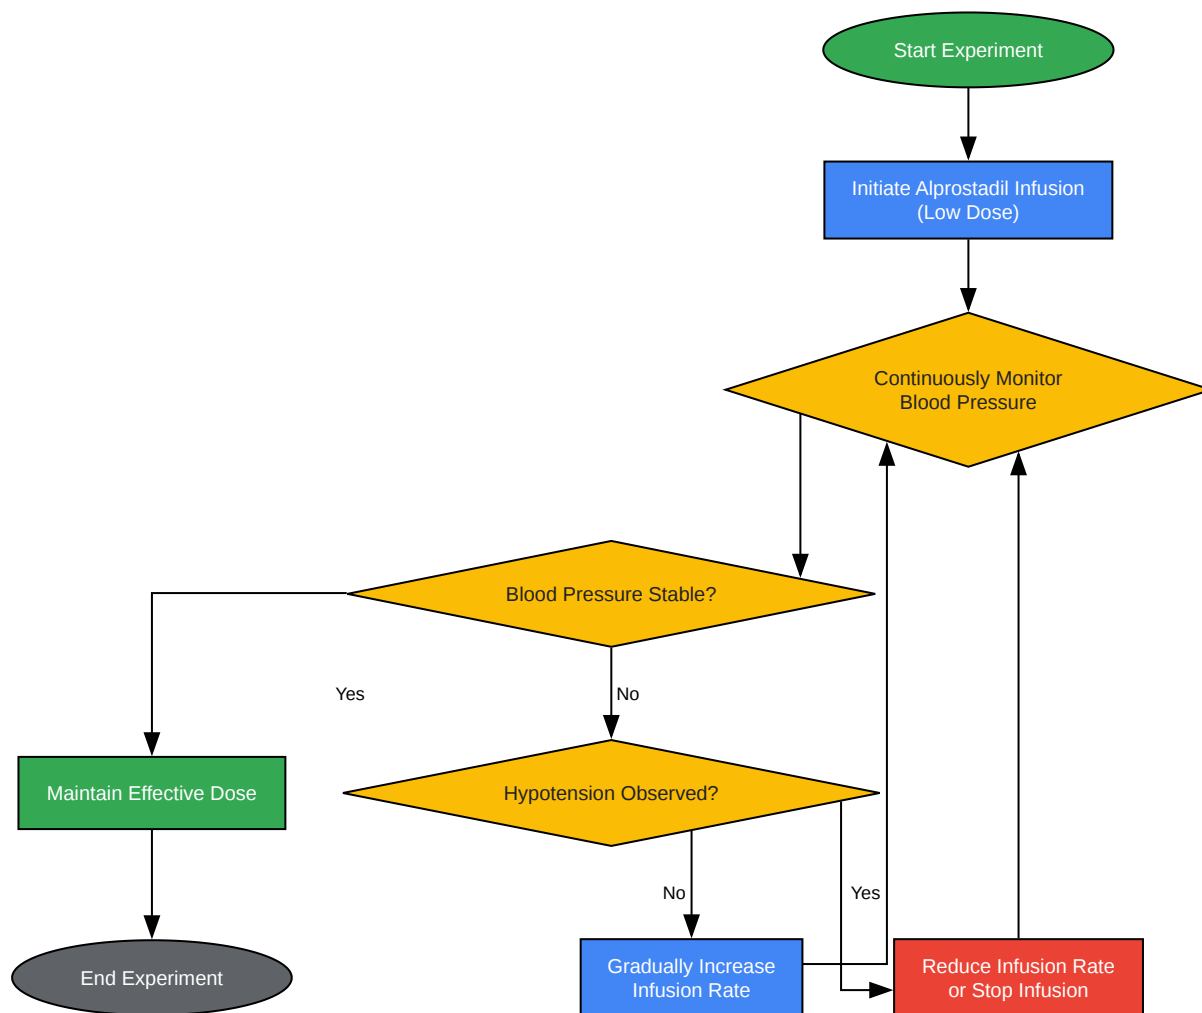 Start Experiment
Initiate Alprostadil Infusion
(Low Dose)
Continuously Monitor
Blood Pressure
Blood Pressure Stable?
Yes
No
Maintain Effective Dose
Hypotension Observed?
No
Yes
End Experiment
Gradually Increase
Infusion Rate
Reduce Infusion Rate
or Stop Infusion